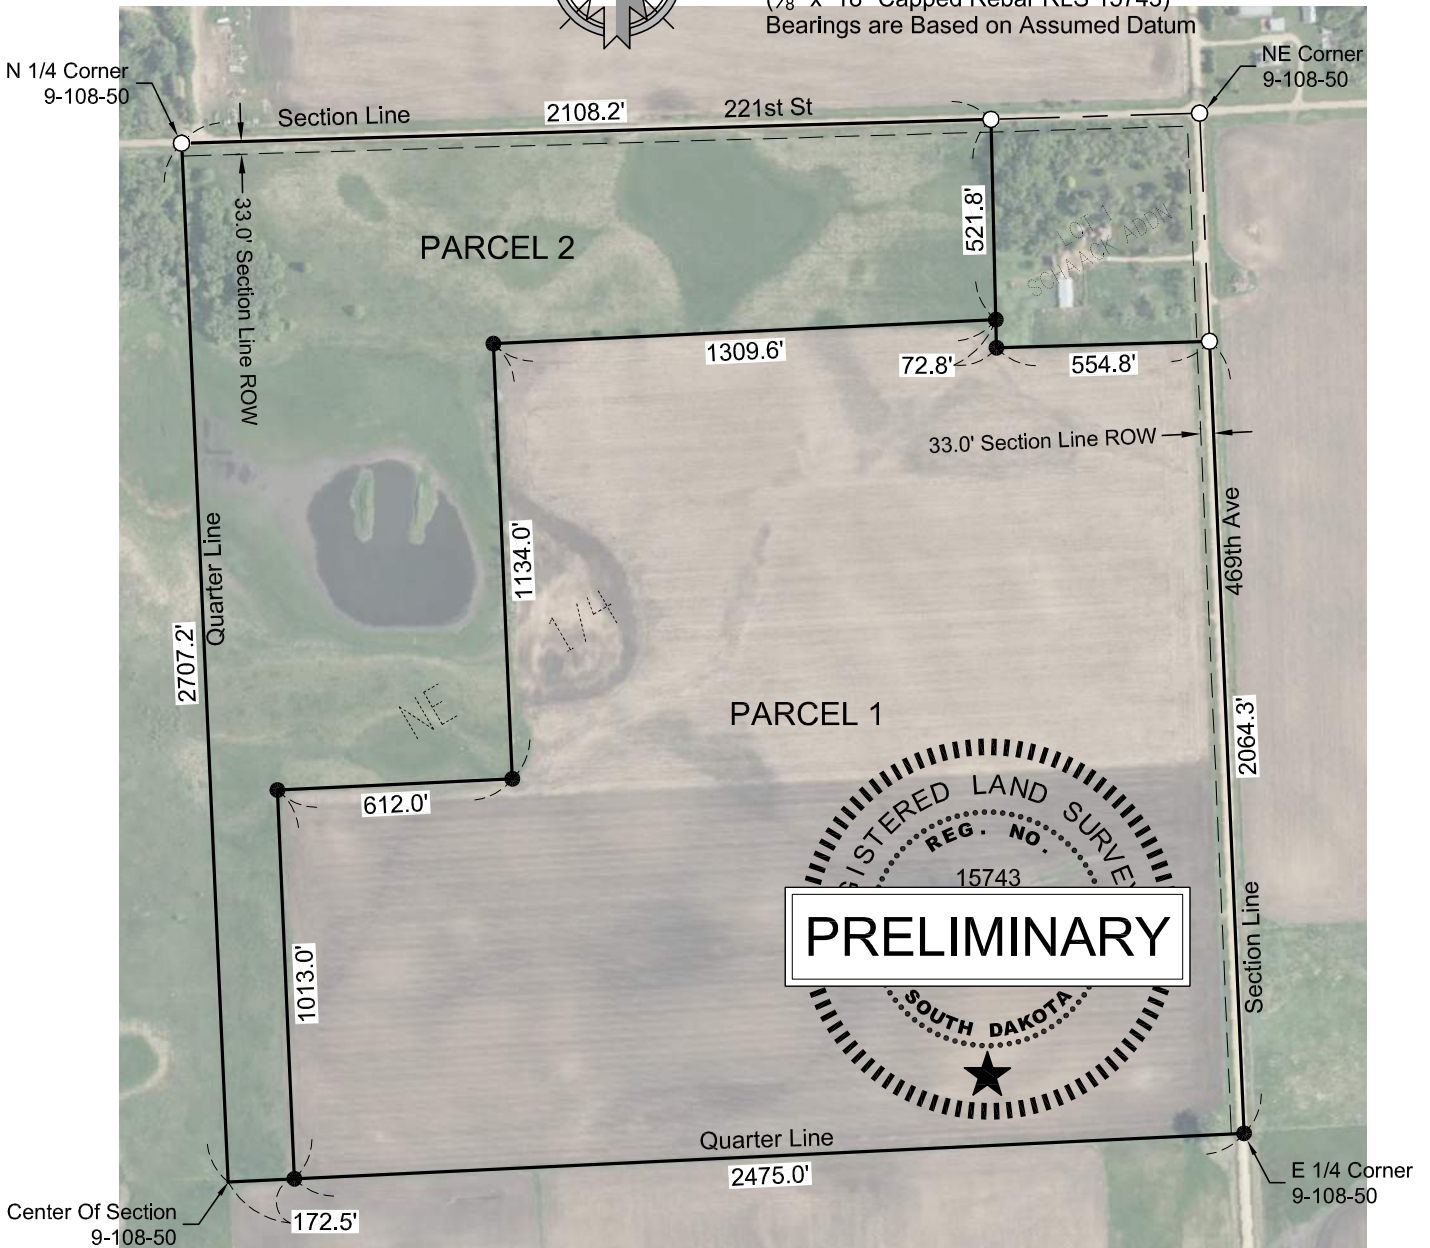 Bearings are Based on Assumed Datum
N 1/4 Corner
9-108-50
NE Corner
9-108-50
Section Line
2108.2'
221st St
33.0' Section Line ROW
PARCEL 2
521.8'
LOT 1
SCHAACK ADDN
1309.6'
72.8'
554.8'
33.0' Section Line ROW
469th Ave
Quarter Line
2707.2'
1134.0'
NE 1/4
PARCEL 1
2064.3'
612.0'
REG. NO.
15743
PRELIMINARY
SOUTH DAKOTA
1013.0'
Section Line
Quarter Line
2475.0'
172.5'
E 1/4 Corner
9-108-50
Center Of Section
9-108-50